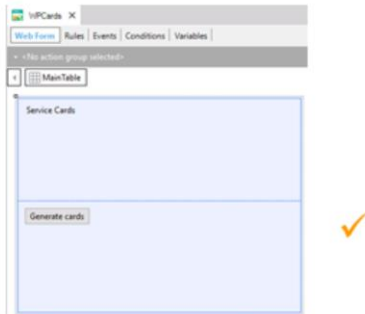 WPCards X
Web Form Rules Events Conditions Variables
<No action group selected>
MainTable
Service Cards
Generate cards